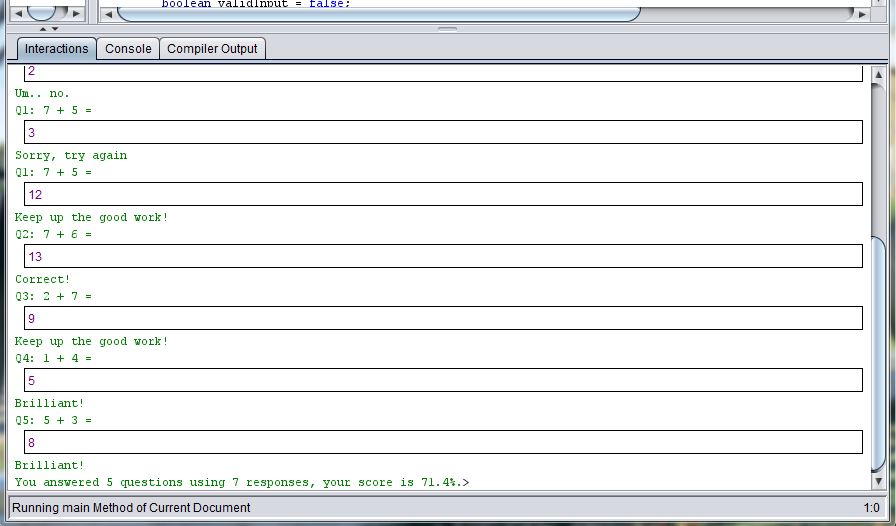 boolean validInput = false;
Interactions Console Compiler Output
2
Um.. no.
Q1: 7 + 5 =
3
Sorry, try again
Q1: 7 + 5 =
12
Keep up the good work!
Q2: 7 + 6 =
13
Correct!
Q3: 2 + 7 =
9
Keep up the good work!
Q4: 1 + 4 =
5
Brilliant!
Q5: 5 + 3 =
8
Brilliant!
You answered 5 questions using 7 responses, your score is 71.4%.>
Running main Method of Current Document 1:0